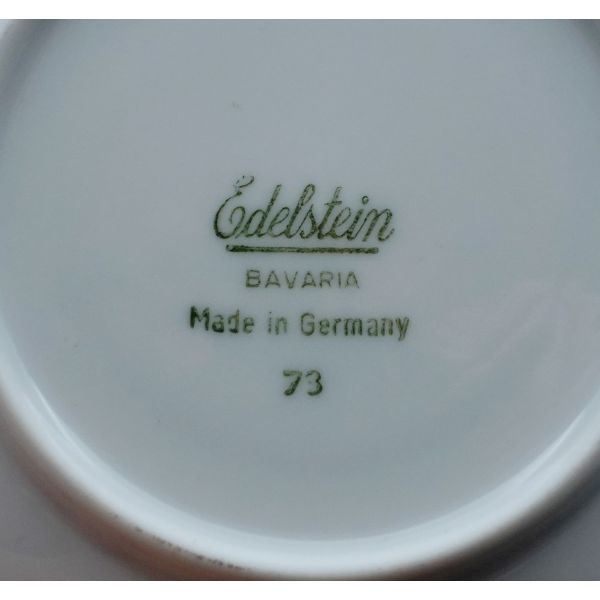 Edelstein
BAVARIA
Made in Germany
73